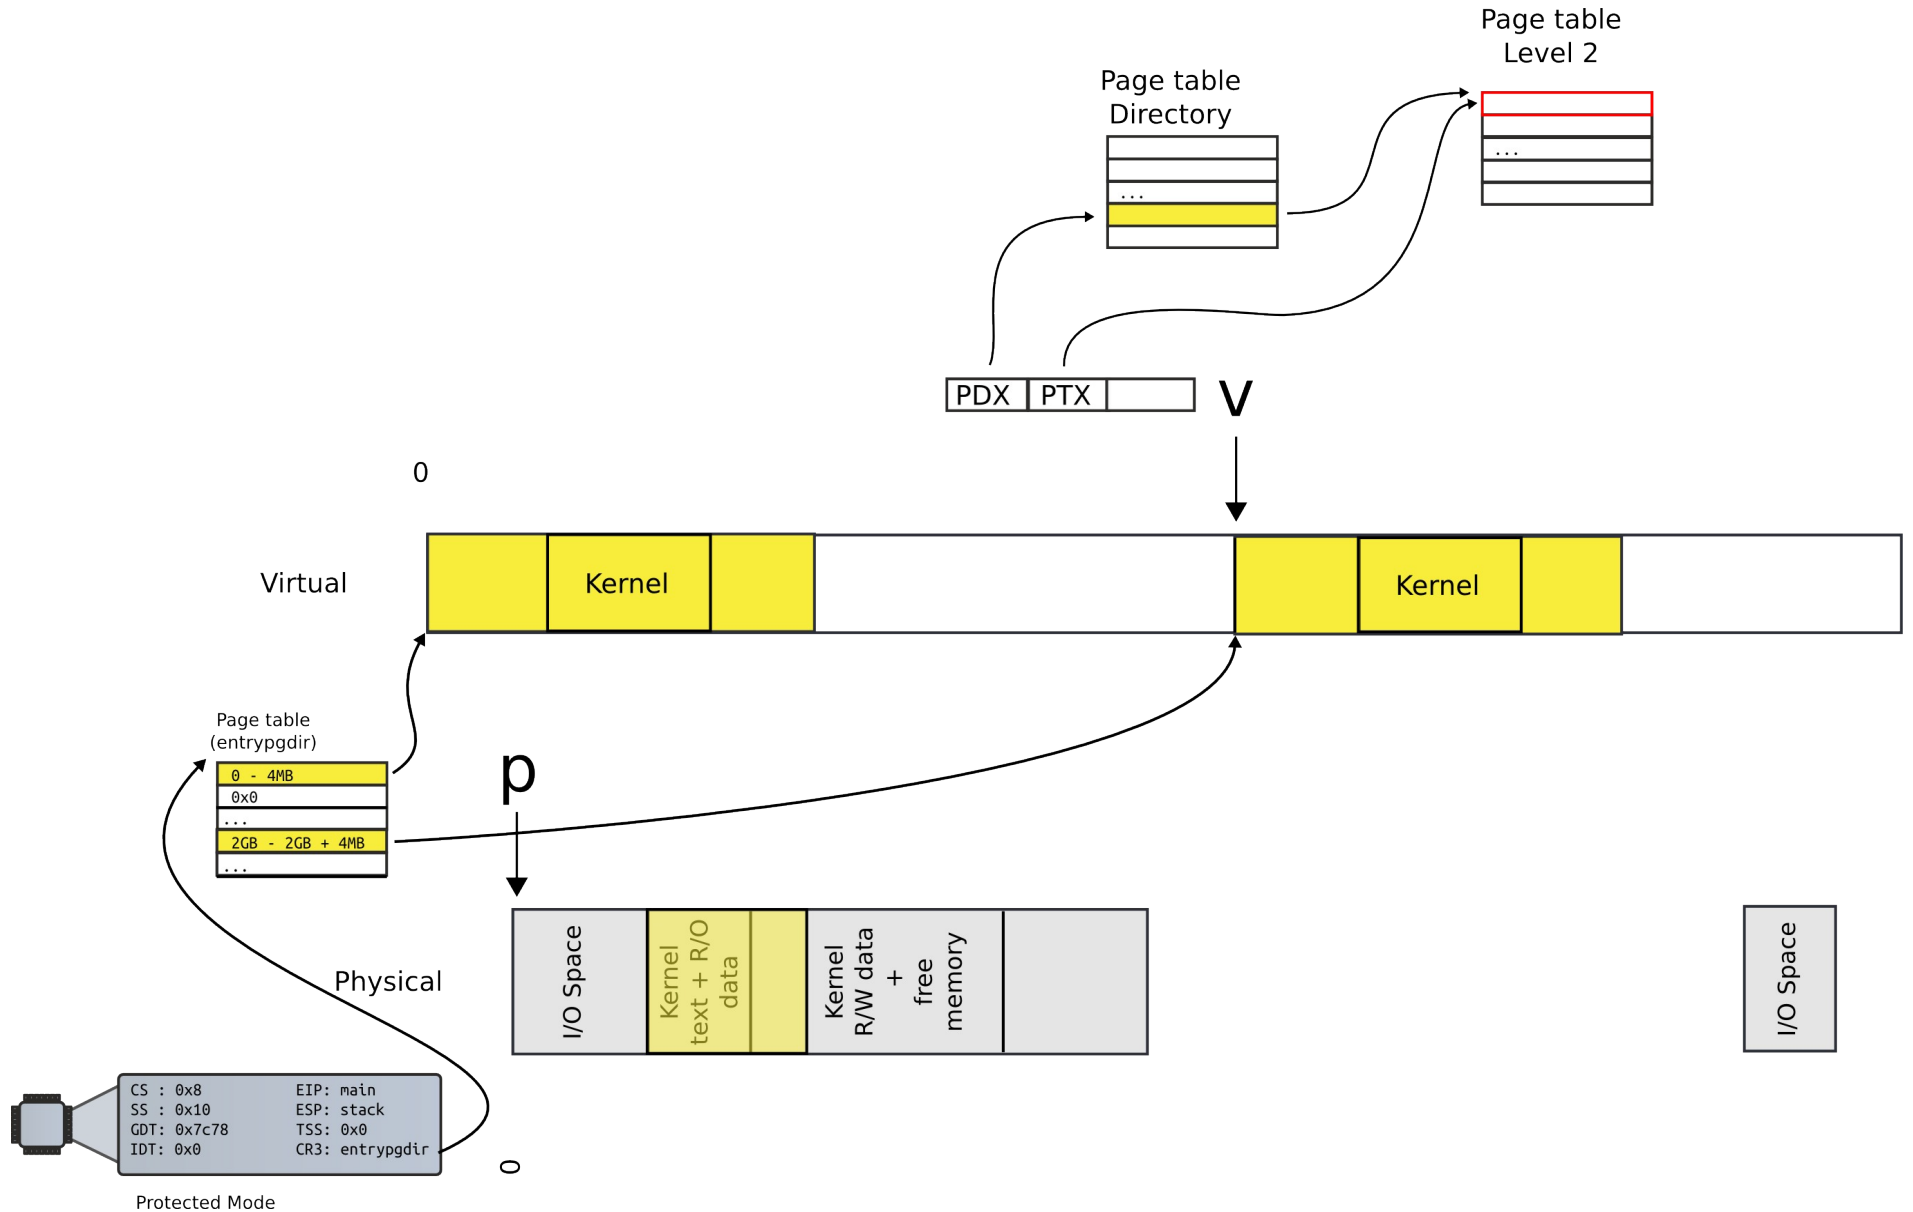 Page table
Level 2
Page table
Directory
...
...
PDX PTX
v
0
Virtual
Kernel
Kernel
Page table
(entrypgdir)
0 - 4MB
0x0
...
2GB - 2GB + 4MB
...
p
Physical
I/O Space
Kernel
text + R/O
data
Kernel
R/W data
+
free
memory
I/O Space
CS : 0x8 EIP: main
SS : 0x10 ESP: stack
GDT: 0x7c78 TSS: 0x0
IDT: 0x0 CR3: entrypgdir
0
Protected Mode